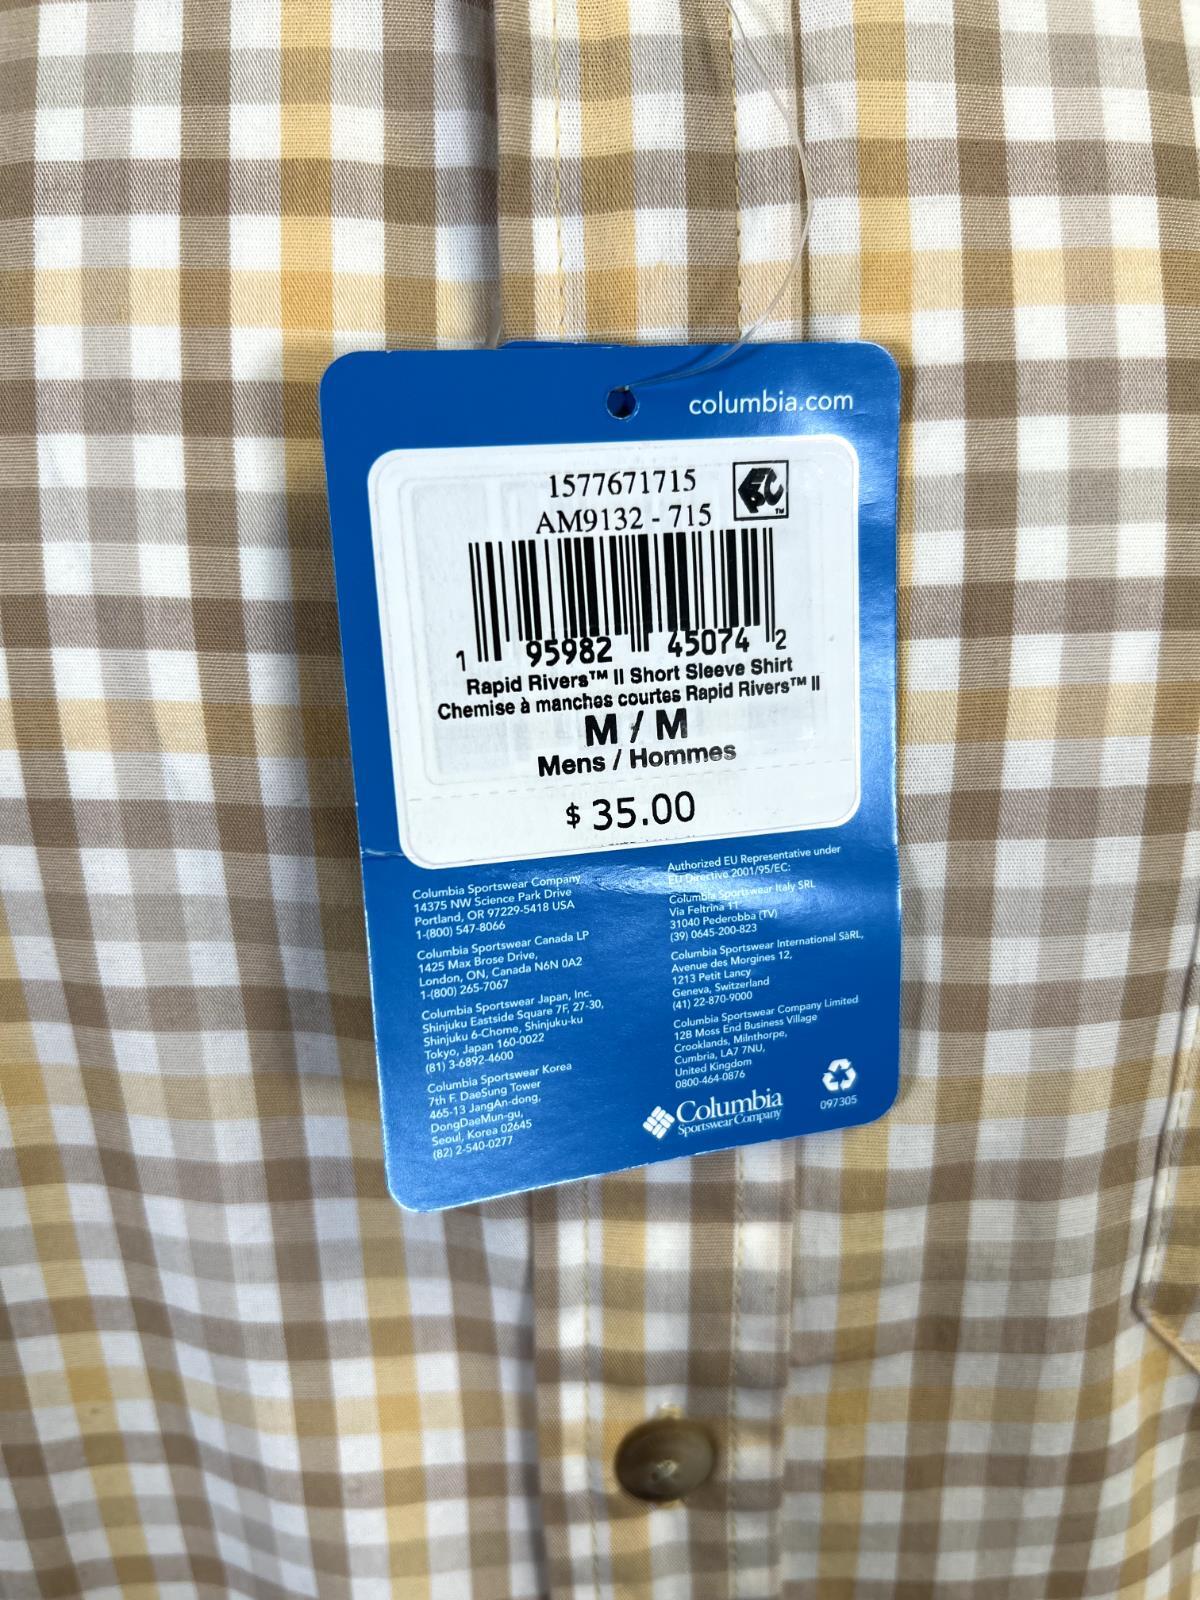 columbia.com
1577671715
AM9132 - 715
1 95982 45074 2
Rapid Rivers™ II Short Sleeve Shirt
Chemise à manches courtes Rapid Rivers™ II
M / M
Mens / Hommes
$ 35.00
Columbia Sportswear Company
14375 NW Science Park Drive
Portland, OR 97229-5418 USA
1-(800) 547-8066
Columbia Sportswear Canada LP
1425 Max Brose Drive,
London, ON, Canada N6N 0A2
1-(800) 265-7067
Columbia Sportswear Japan, Inc.
Shinjuku Eastside Square 7F, 27-30,
Shinjuku 6-Chome, Shinjuku-ku
Tokyo, Japan 160-0022
(81) 3-6892-4600
Columbia Sportswear Korea
7th F. DaeSung Tower
465-13 JangAn-dong,
DongDaeMun-gu,
Seoul, Korea 02645
(82) 2-540-0277
Authorized EU Representative under
EU Directive 2001/95/EC:
Columbia Sportswear Italy SRL
Via Feltrina 11
31040 Pederobba (TV)
(39) 0645-200-823
Columbia Sportswear International SàRL,
Avenue des Morgines 12,
1213 Petit Lancy
Geneva, Switzerland
(41) 22-870-9000
Columbia Sportswear Company Limited
12B Moss End Business Village
Crooklands, Milnthorpe,
Cumbria, LA7 7NU,
United Kingdom
0800-464-0876
Columbia
Sportswear Company
097305